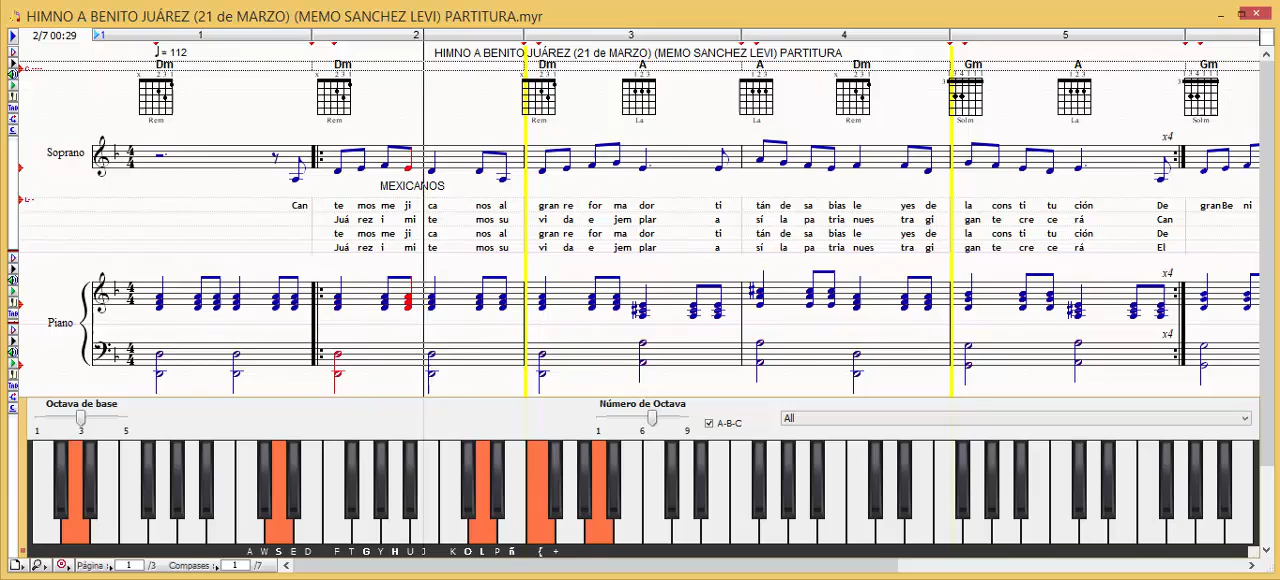 HIMNO A BENITO JUÁREZ (21 de MARZO) (MEMO SANCHEZ LEVI) PARTITURA.myr
2/7 00:29 1 1 2 3 4 5
= 112 HIMNO A BENITO JUÁREZ (21 de MARZO) (MEMO SANCHEZ LEVI) PARTITURA
Dm Dm Dm A A Dm Gm A Gm
Rem Rem Rem La La Rem Solm La Solm
x4
Soprano
MEXICANOS
Can te mos me ji ca nos al gran re for ma dor ti tán de sa bias le yes de la cons ti tu ción De gran Be ni
Juá rez i mi te mos su vi da e jem plar a sí la pa tria nues tra gi gan te cre ce rá Can
te mos me ji ca nos al gran re for ma dor ti tán de sa bias le yes de la cons ti tu ción De
Juá rez i mi te mos su vi da e jem plar a sí la pa tria nues tra gi gan te cre ce rá El
x4
Piano
x4
Octava de base Número de Octava
A-B-C All
1 3 5 1 6 9
A W S E D F T G Y H U J K O L P ñ { +
Página: 1 /3 Compases: 1 /7